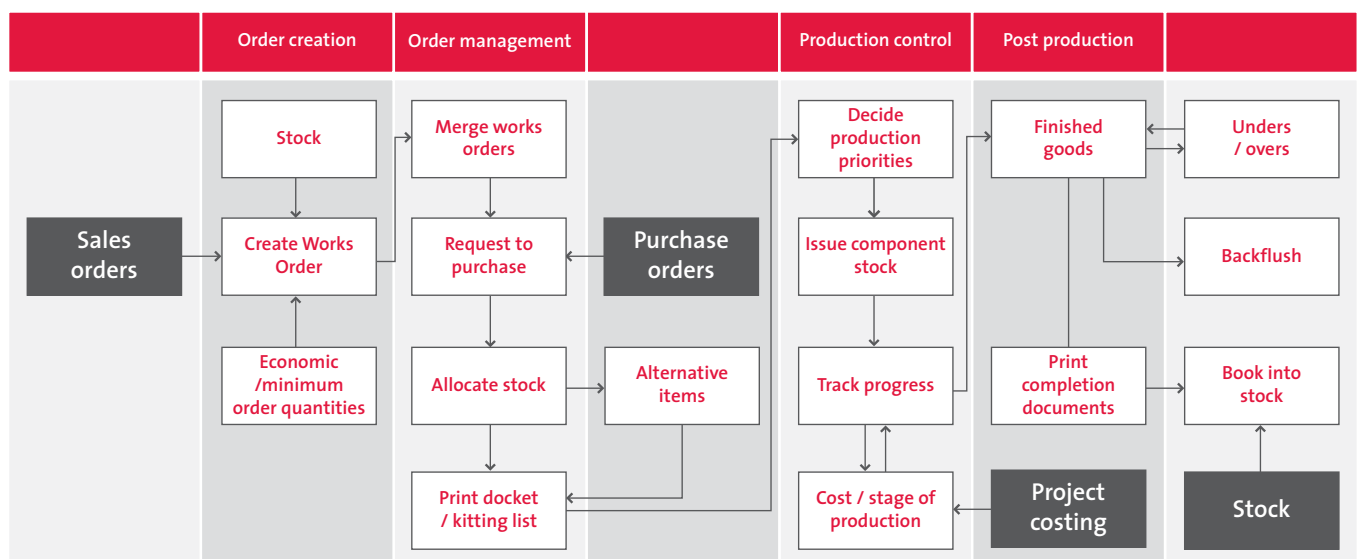 Order creation
Order management
Production control
Post production
Stock
Merge works
orders
Decide
production
priorities
Finished
goods
Unders
/ overs
Sales
orders
Create Works
Order
Request to
purchase
Purchase
orders
Issue component
stock
Backflush
Economic
/minimum
order quantities
Allocate stock
Alternative
items
Track progress
Print
completion
documents
Book into
stock
Print docket
/ kitting list
Cost / stage of
production
Project
costing
Stock